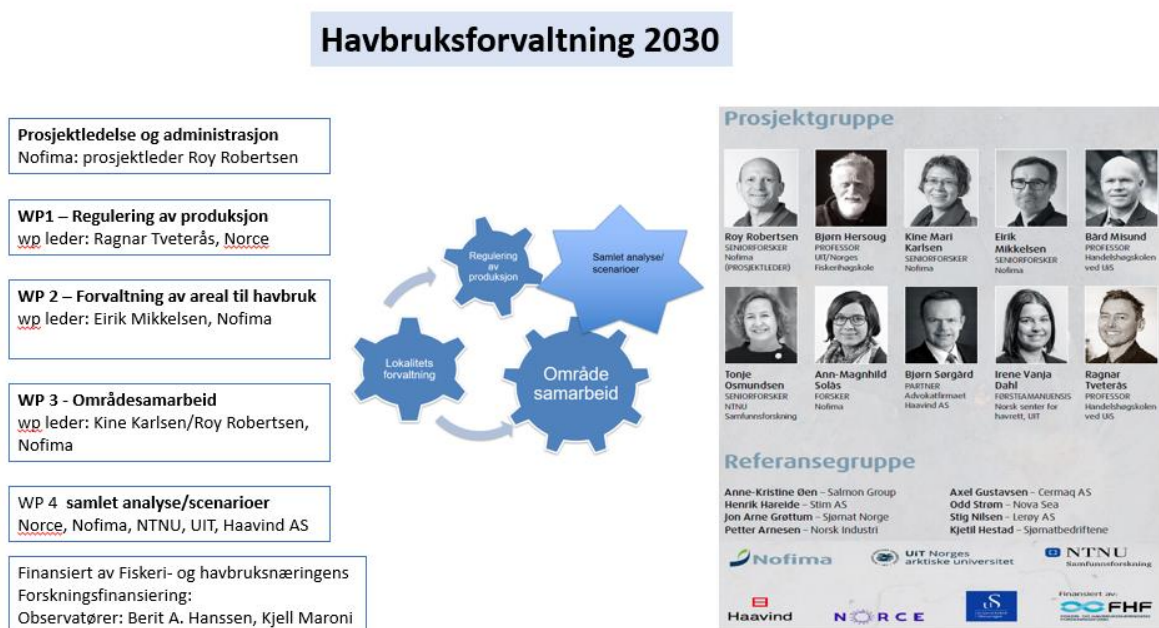 Havbruksforvaltning 2030
Prosjektledelse og administrasjon
Nofima: prosjektleder Roy Robertsen
WP1 – Regulering av produksjon
wp leder: Ragnar Tveterås, Norce
WP 2 – Forvaltning av areal til havbruk
wp leder: Eirik Mikkelsen, Nofima
WP 3 - Områdesamarbeid
wp leder: Kine Karlsen/Roy Robertsen,
Nofima
WP 4 samlet analyse/scenarioer
Norce, Nofima, NTNU, UIT, Haavind AS
Finansiert av Fiskeri- og havbruksnæringens
Forskningsfinansiering:
Observatører: Berit A. Hanssen, Kjell Maroni
Regulering
av
produksjon
Samlet analyse/
scenarioer
Lokalitets
forvaltning
Område
samarbeid
Prosjektgruppe
Roy Robertsen
SENIORFORSKER
Nofima
(PROSJEKTLEDER)
Bjørn Hersoug
PROFESSOR
UIT/Norges
Fiskerihøgskole
Kine Mari
Karlsen
SENIORFORSKER
Nofima
Eirik
Mikkelsen
SENIORFORSKER
Nofima
Bård Misund
PROFESSOR
Handelshøgskolen
ved UiS
Tonje
Osmundsen
SENIORFORSKER
NTNU
Samfunnsforskning
Ann-Magnhild
Solås
FORSKER
Nofima
Bjørn Sørgård
PARTNER
Advokatfirmaet
Haavind AS
Irene Vanja
Dahl
FØRSTEAMANUENSIS
Norsk senter for
havrett, UIT
Ragnar
Tveterås
PROFESSOR
Handelshøgskolen
ved UiS
Referansegruppe
Anne-Kristine Øen – Salmon Group
Henrik Hareide – Stim AS
Jon Arne Grøttum – Sjømat Norge
Petter Arnesen – Norsk Industri
Axel Gustavsen – Cermaq AS
Odd Strøm – Nova Sea
Stig Nilsen – Lerøy AS
Kjetil Hestad – Sjømatbedriftene
Nofima
UiT Norges
arktiske universitet
NTNU
Samfunnsforskning
Haavind
NORCE
Finansiert av:
FHF